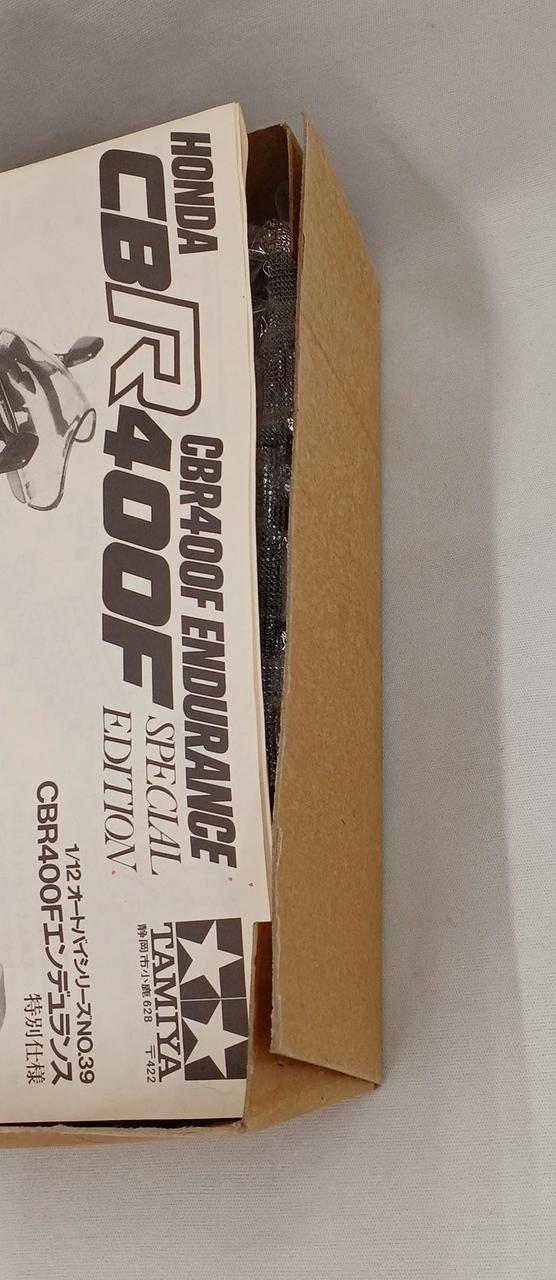 HONDA
CBR400F ENDURANCE
CBR400F
SPECIAL
EDITION
TAMIYA
静岡市小鹿628 〒422
1/12 オートバイシリーズNO.39
CBR400Fエンデュランス
特別仕様